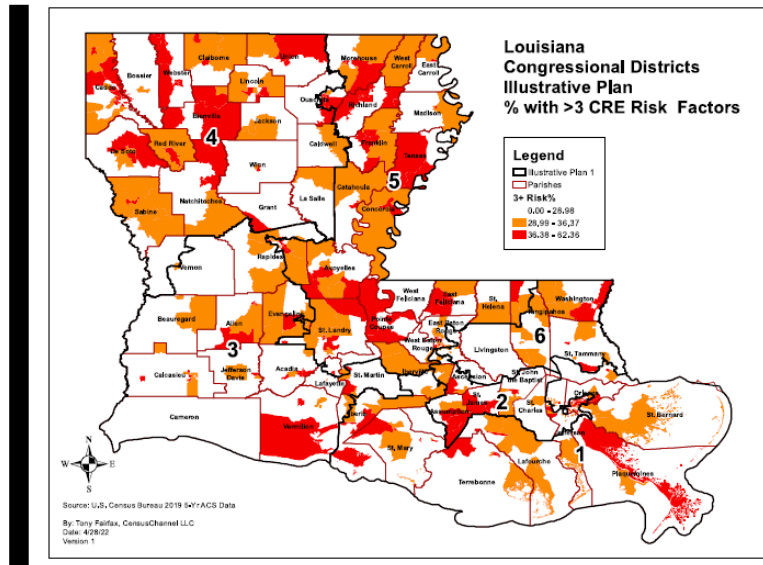 Louisiana
Congressional Districts
Illustrative Plan
% with >3 CRE Risk Factors
Legend
Illustrative Plan 1
Parishes
3+ Risk%
0.00 - 28.98
28.99 - 36.37
36.38 - 62.36
Claiborne
Union
Morehouse
West
Carroll
East
Carroll
Bossier
Webster
Lincoln
Caddo
Ouachita
Richland
Madison
Bienville
Jackson
4
De Soto
Red River
Caldwell
Franklin
Tensas
Winn
5
Catahoula
Sabine
Natchitoches
La Salle
Concordia
Grant
Vernon
Rapides
Avoyelles
West
Feliciana
East
Feliciana
St.
Helena
Washington
Tangipahoa
Beauregard
Allen
Evangeline
St. Landry
Pointe
Coupee
East Baton
Rouge
6
West Baton
Rouge
Livingston
St. Tammany
3
Jefferson
Davis
Acadia
Calcasieu
Lafayette
St. Martin
Iberville
Ascension
St. John
the Baptist
Cameron
Vermilion
Iberia
Assumption
St.
James
2
St.
Charles
Orleans
St. Bernard
St. Mary
Jefferson
1
Lafourche
Terrebonne
Plaquemines
N
W
E
S
Source: U.S. Census Bureau 2019 5-Yr ACS Data
By: Tony Fairfax, CensusChannel LLC
Date: 4/28/22
Version 1